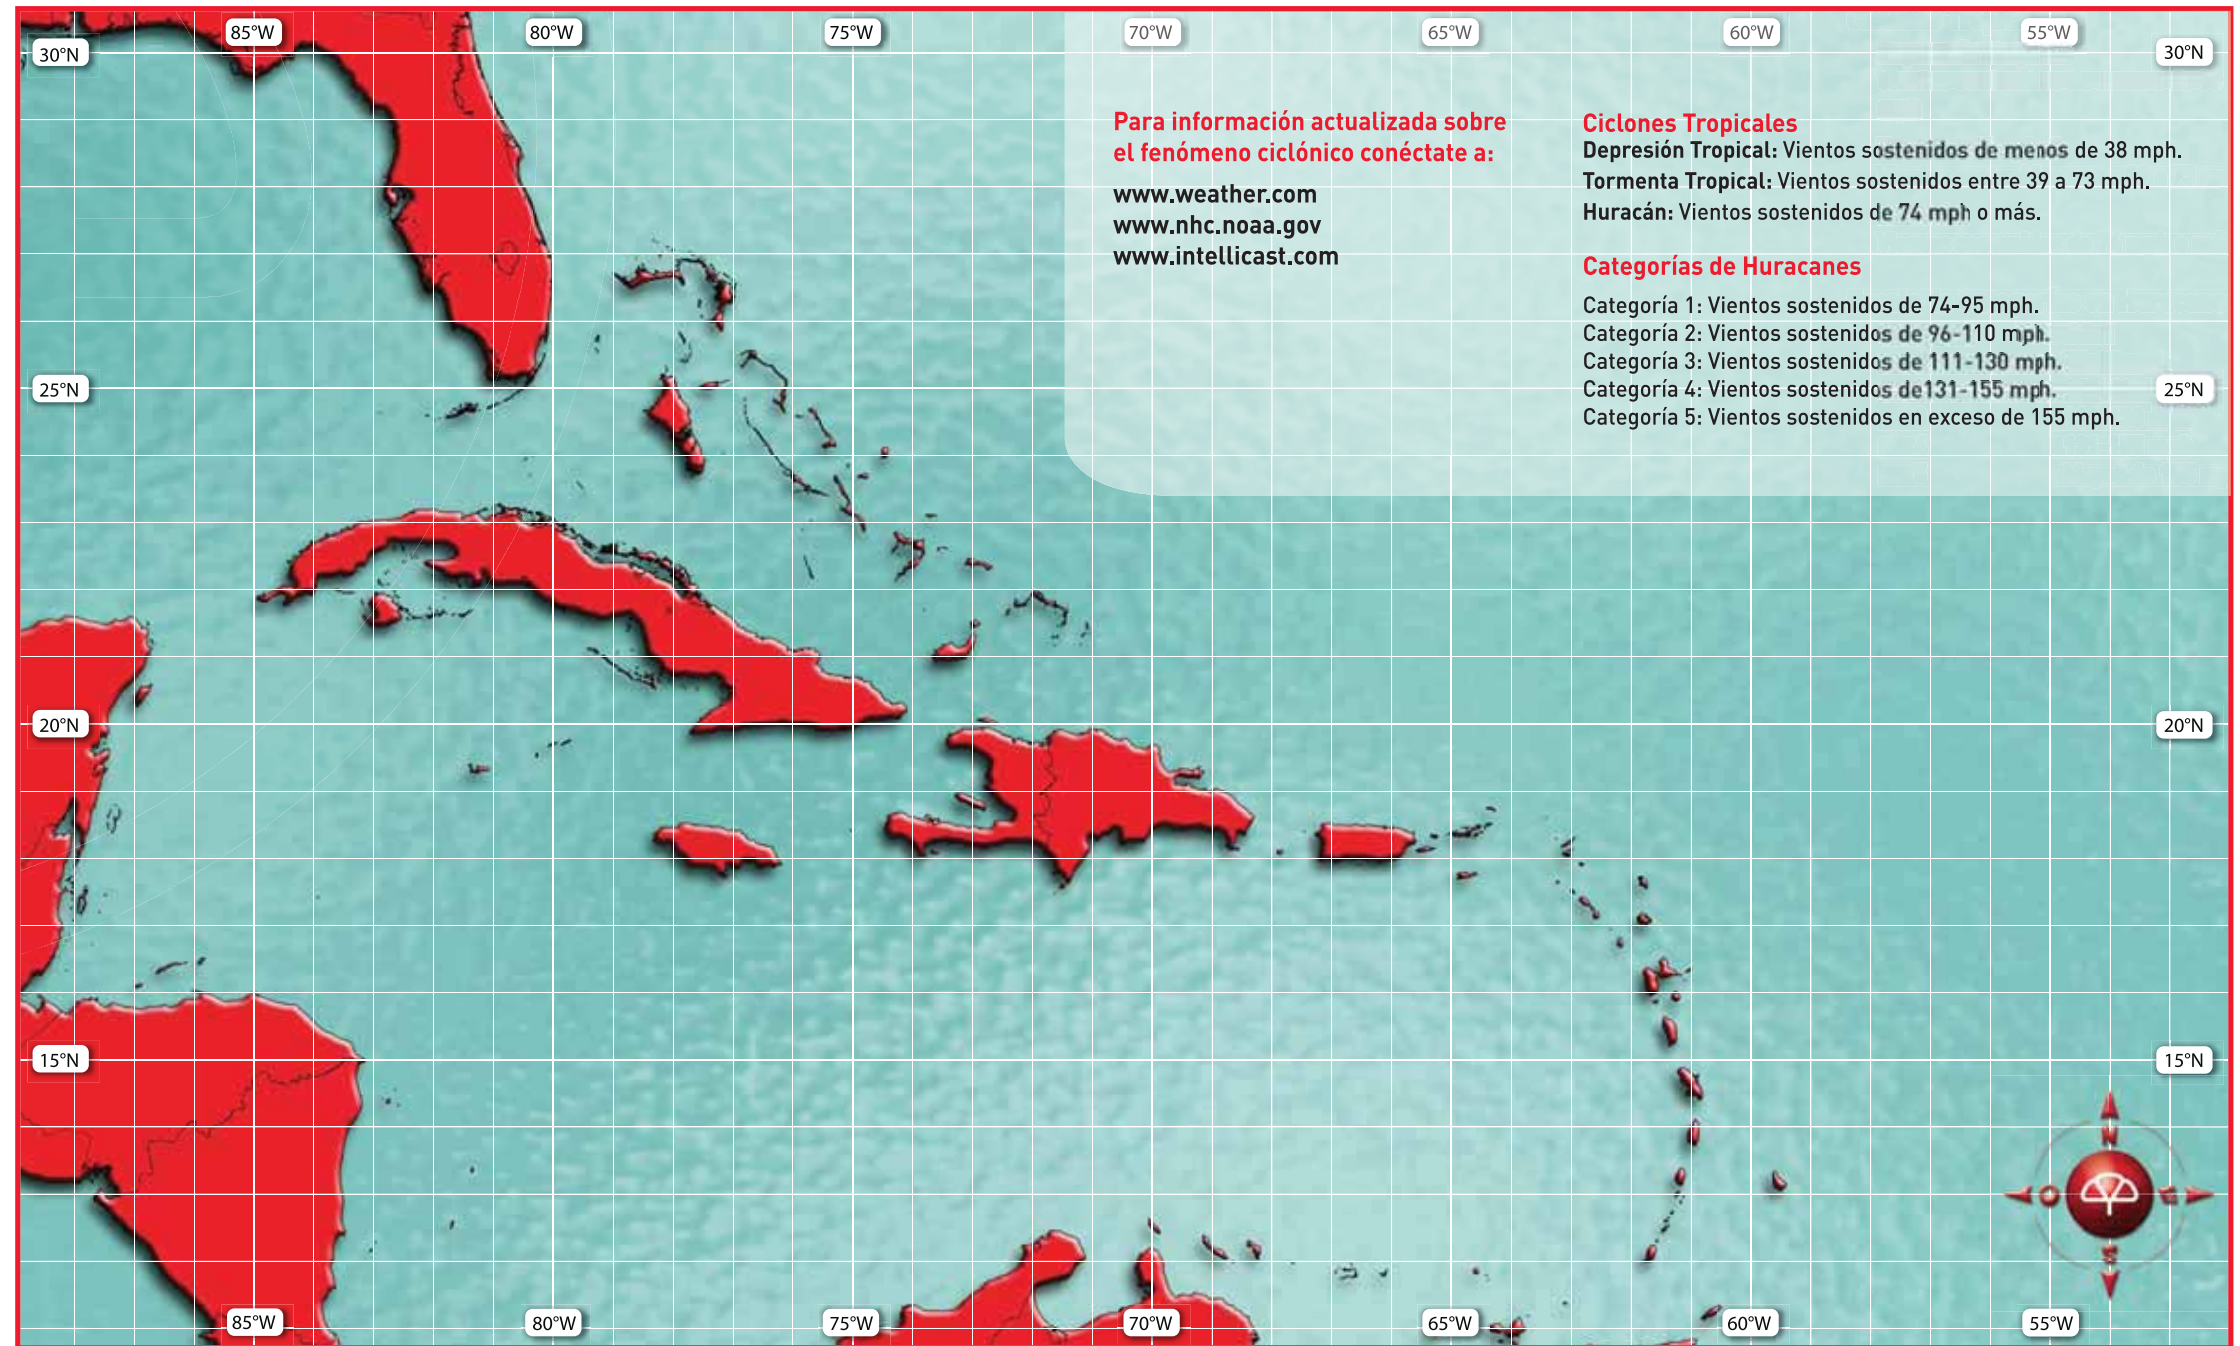 85°W 80°W 75°W 70°W 65°W 60°W 55°W
30°N 30°N
Para información actualizada sobre
el fenómeno ciclónico conéctate a:
www.weather.com
www.nhc.noaa.gov
www.intellicast.com
Ciclones Tropicales
Depresión Tropical: Vientos sostenidos de menos de 38 mph.
Tormenta Tropical: Vientos sostenidos entre 39 a 73 mph.
Huracán: Vientos sostenidos de 74 mph o más.
Categorías de Huracanes
Categoría 1: Vientos sostenidos de 74-95 mph.
Categoría 2: Vientos sostenidos de 96-110 mph.
Categoría 3: Vientos sostenidos de 111-130 mph.
Categoría 4: Vientos sostenidos de131-155 mph.
Categoría 5: Vientos sostenidos en exceso de 155 mph.
25°N 25°N
20°N 20°N
15°N 15°N
N
O E
S
85°W 80°W 75°W 70°W 65°W 60°W 55°W